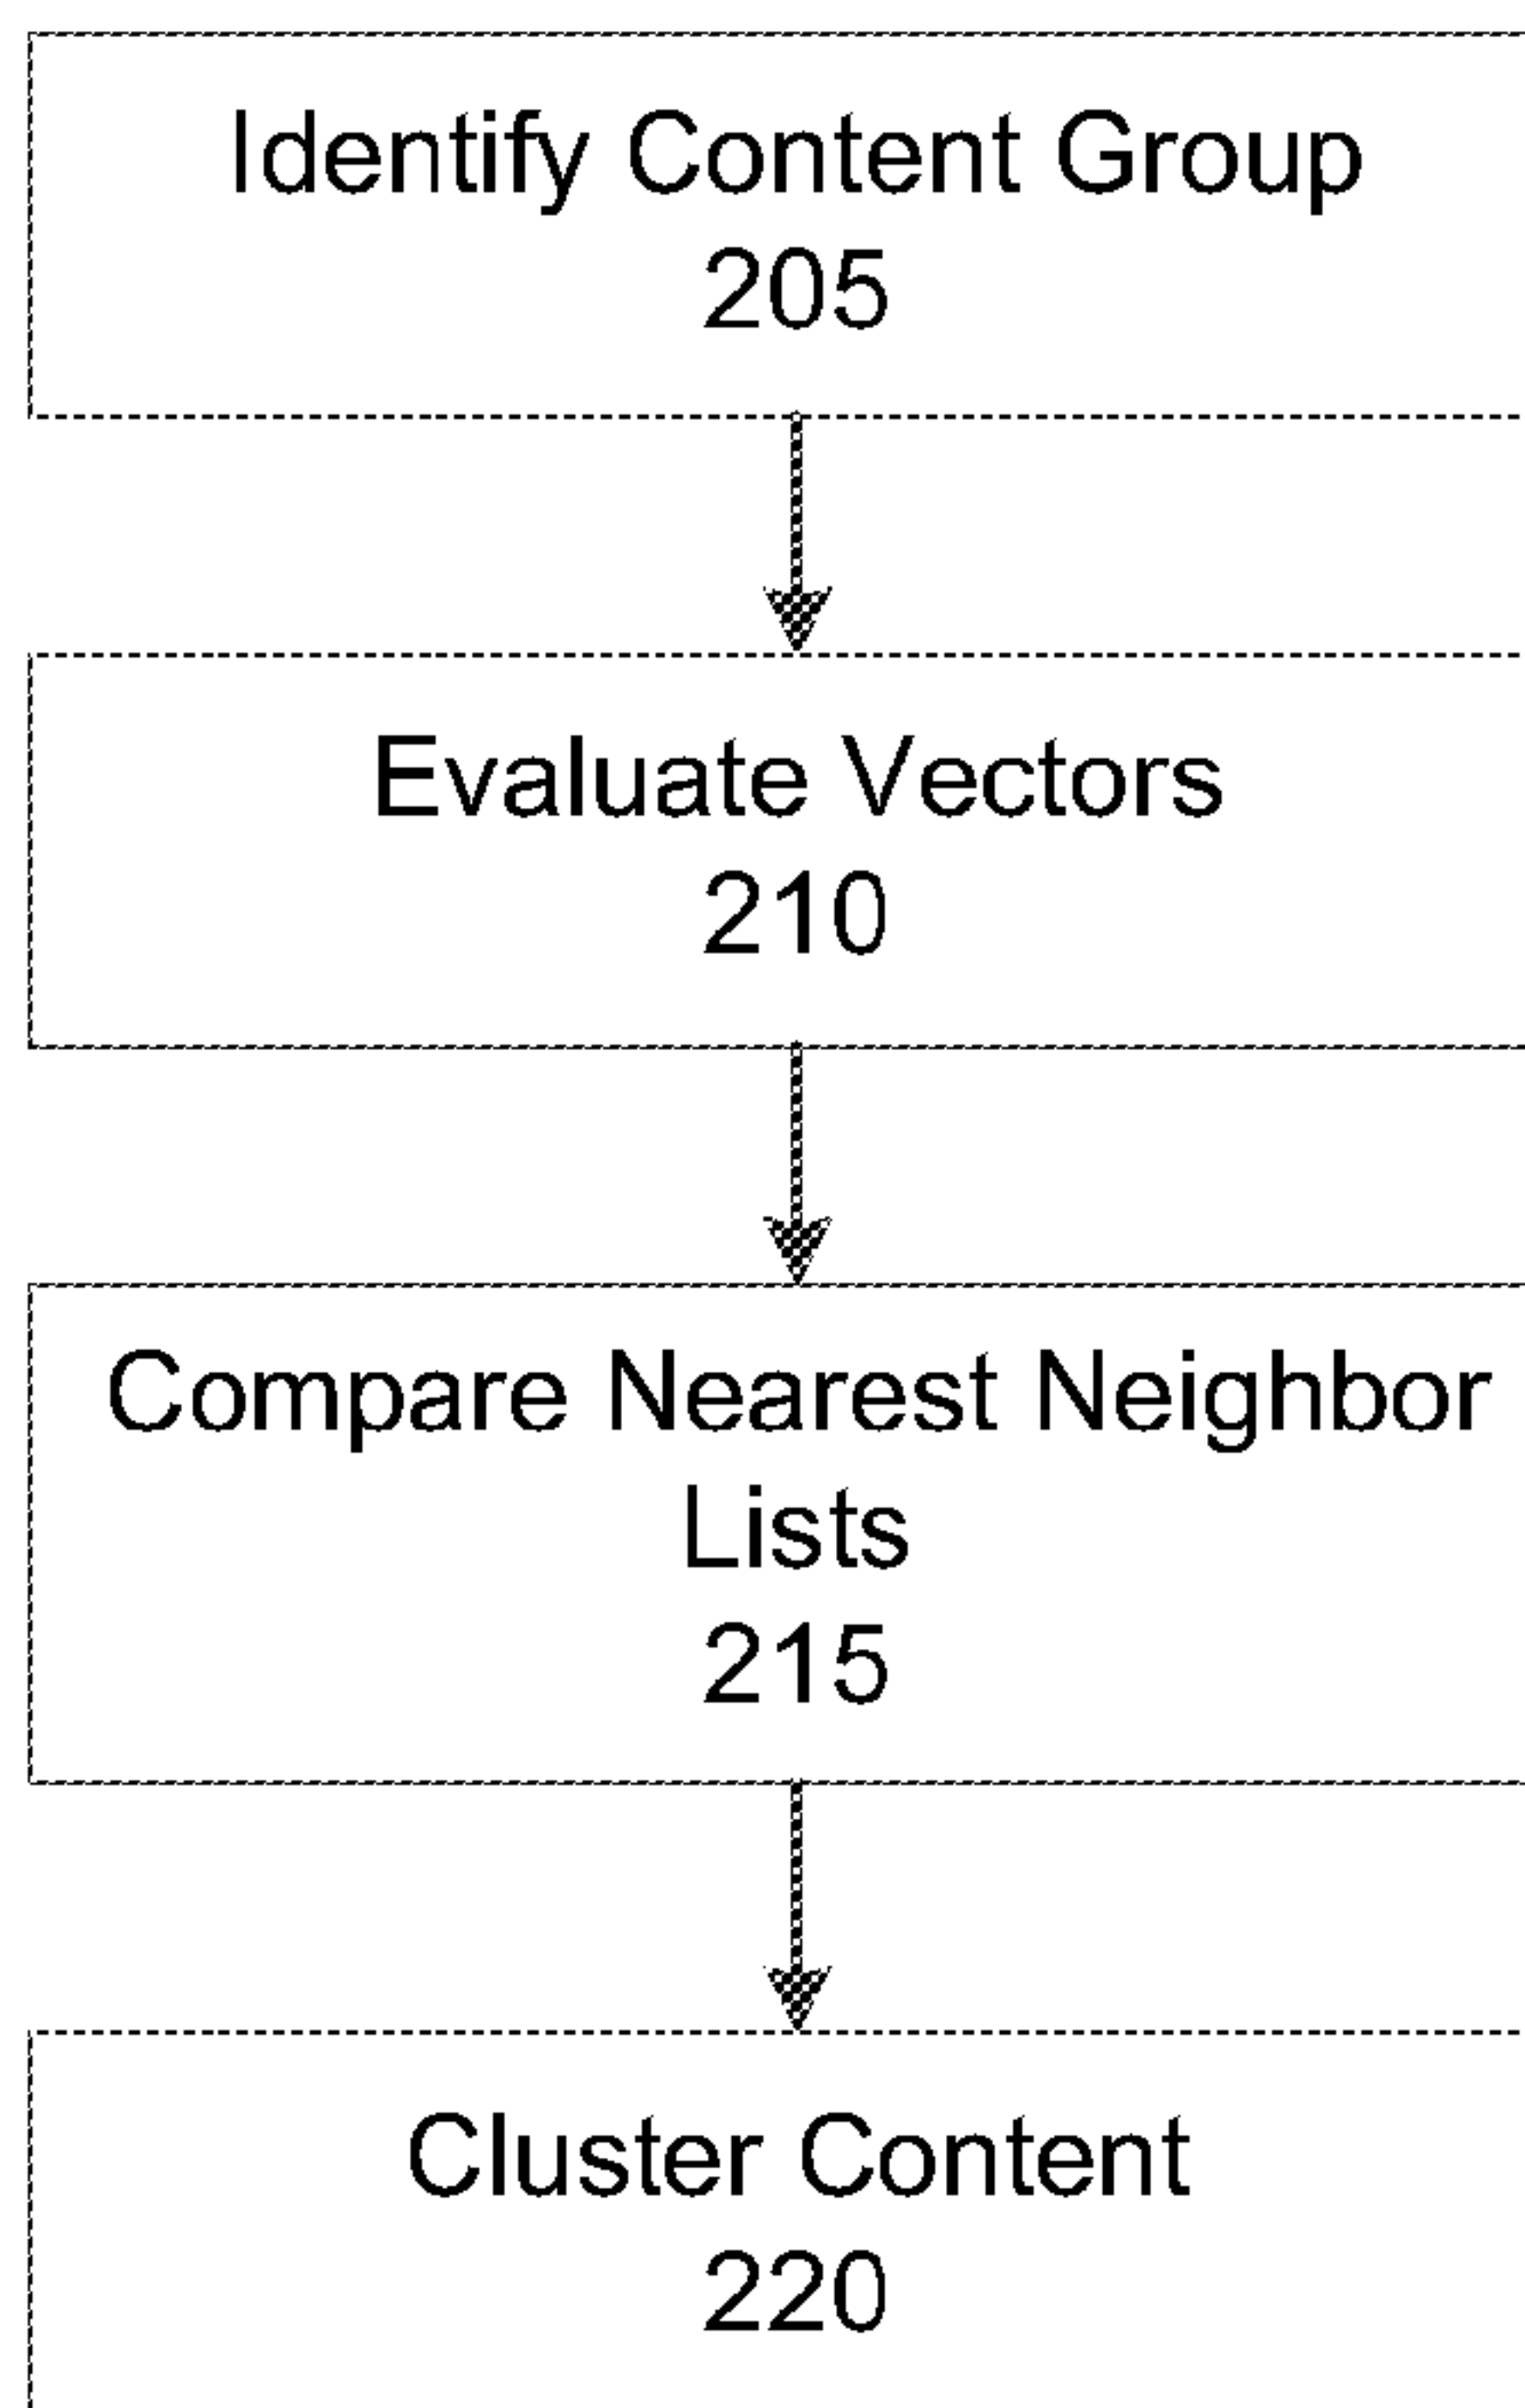 Identify Content Group
205
Evaluate Vectors
210
Compare Nearest Neighbor
Lists
215
Cluster Content
220